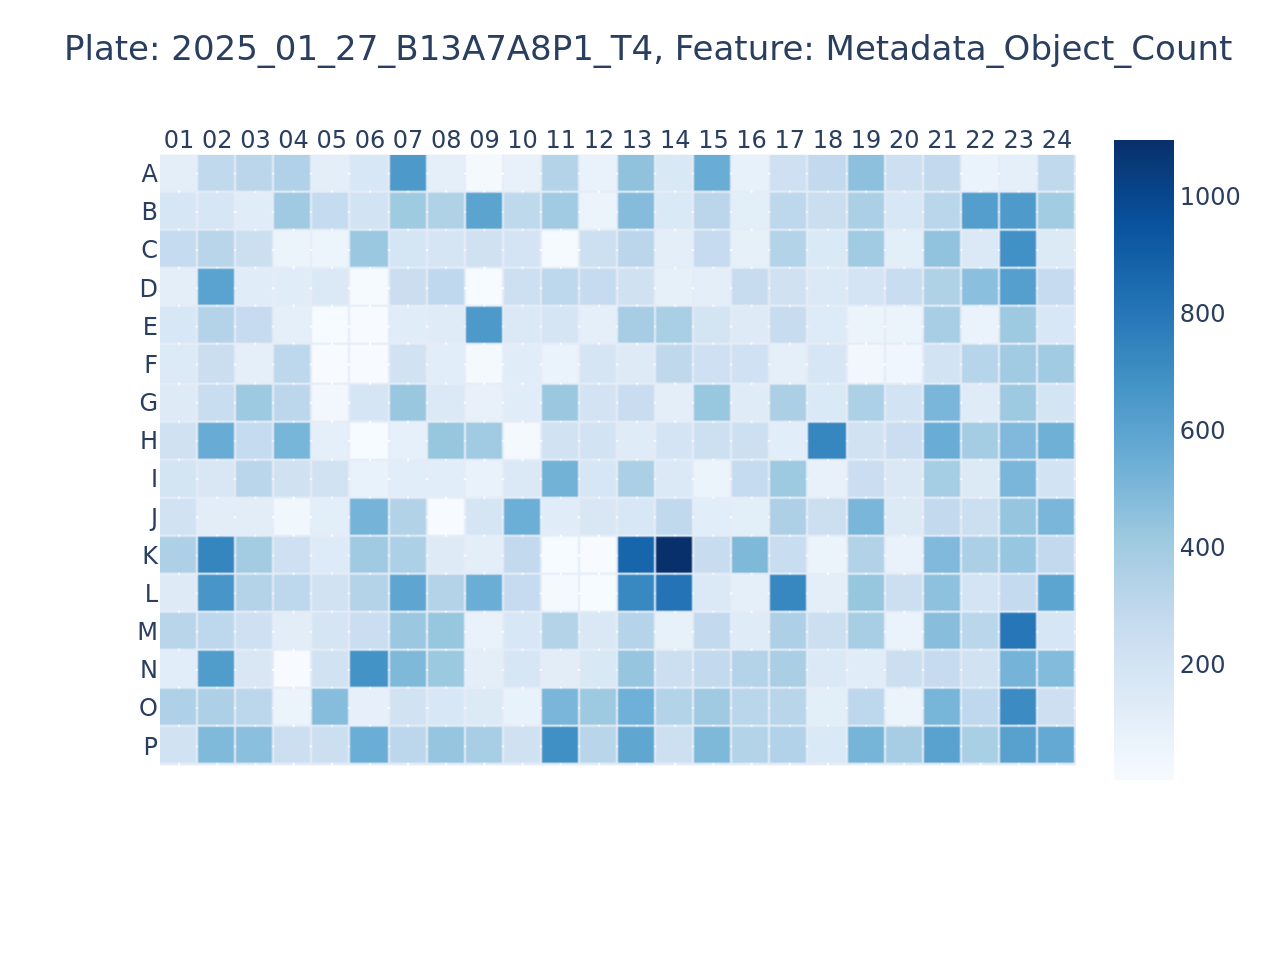 Plate: 2025_01_27_B13A7A8P1_T4, Feature: Metadata_Object_Count
01 02 03 04 05 06 07 08 09 10 11 12 13 14 15 16 17 18 19 20 21 22 23 24
A
B
C
D
E
F
G
H
I
J
K
L
M
N
O
P
1000
800
600
400
200